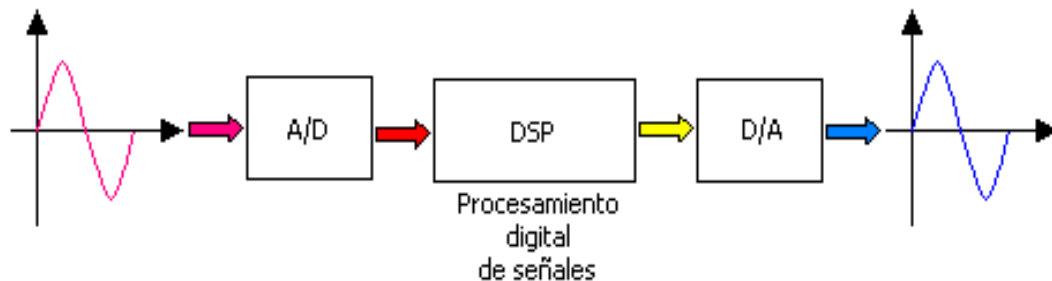 A/D
DSP
D/A
Procesamiento
digital
de señales